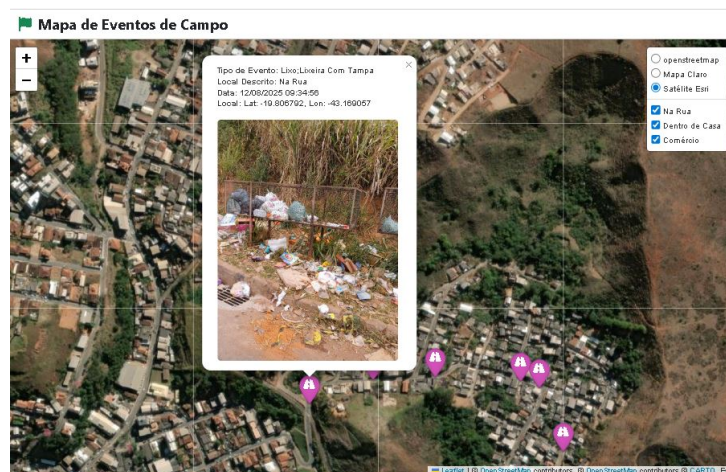 Mapa de Eventos de Campo
+
−
Tipo de Evento: Lixo;Lixeira Com Tampa
Local Descrito: Na Rua
Data: 12/08/2025 09:34:56
Local: Lat: -19.806792, Lon: -43.169057
×
openstreetmap
Mapa Claro
Satélite Esri
Na Rua
Dentro de Casa
Comércio
Leaflet | © OpenStreetMap contributors, © OpenStreetMap contributors © CARTO